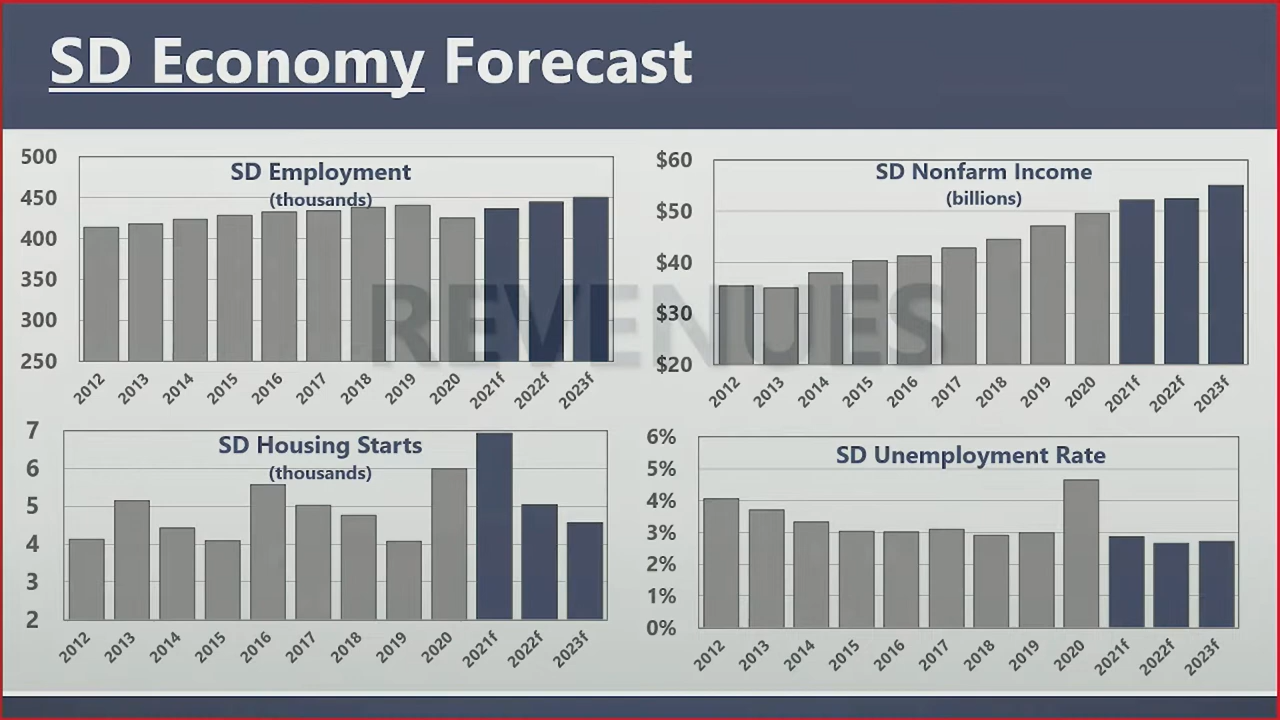 SD Economy Forecast
SD Employment
(thousands)
500
450
400
350
300
250
2012 2013 2014 2015 2016 2017 2018 2019 2020 2021f 2022f 2023f
SD Nonfarm Income
(billions)
$60
$50
$40
$30
$20
2012 2013 2014 2015 2016 2017 2018 2019 2020 2021f 2022f 2023f
REVENUES
SD Housing Starts
(thousands)
7
6
5
4
3
2
2012 2013 2014 2015 2016 2017 2018 2019 2020 2021f 2022f 2023f
SD Unemployment Rate
6%
5%
4%
3%
2%
1%
0%
2012 2013 2014 2015 2016 2017 2018 2019 2020 2021f 2022f 2023f